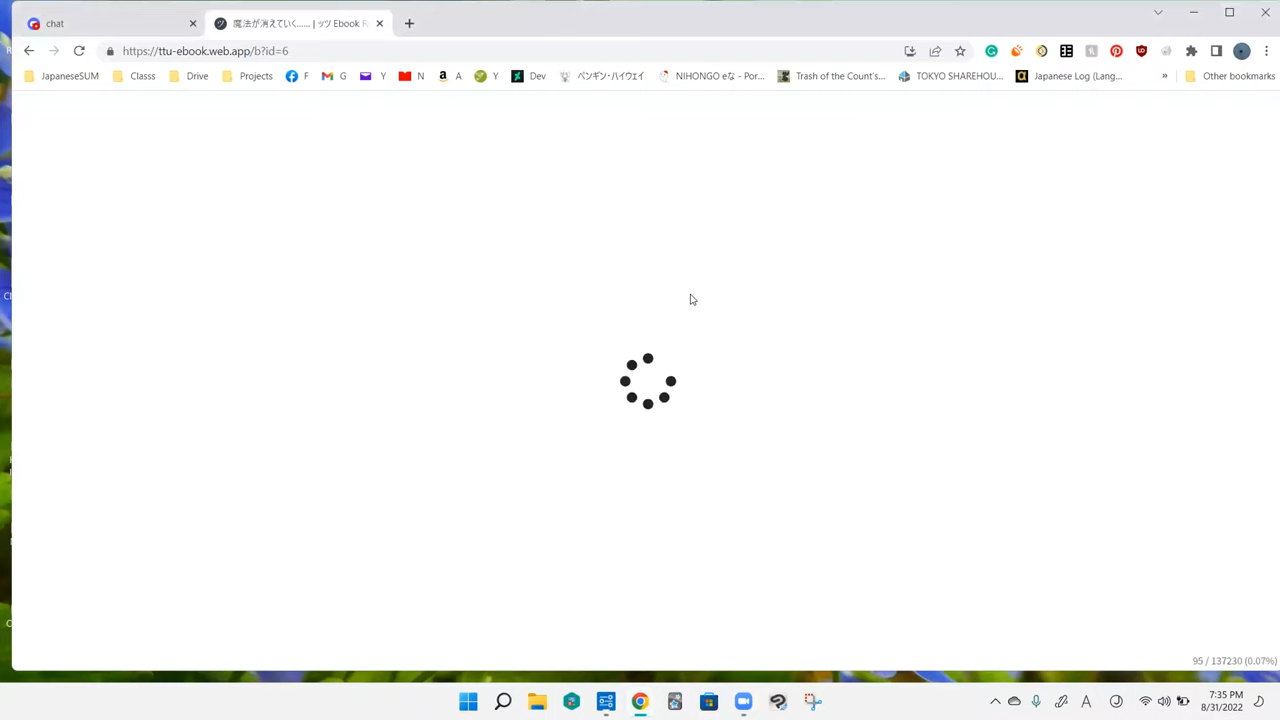 chat
魔法が消えていく…… | ッツ Ebook R
https://ttu-ebook.web.app/b?id=6
JapaneseSUM
Classs
Drive
Projects
F
G
Y
N
A
Y
Dev
ペンギン・ハイウェイ
NIHONGO eな - Por...
Trash of the Count's...
TOKYO SHAREHOU...
Japanese Log (Lang...
»
Other bookmarks
95 / 137230 (0.07%)
A
7:35 PM
8/31/2022